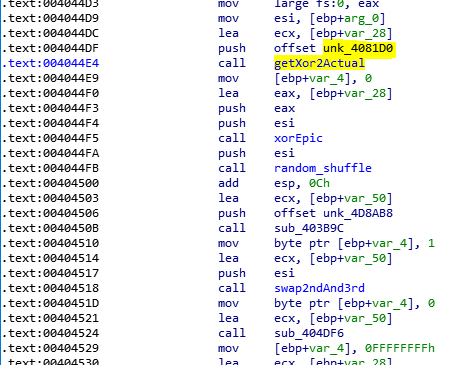 .text:004044D3 mov large fs:0, eax
.text:004044D9 mov esi, [ebp+arg_0]
.text:004044DC lea ecx, [ebp+var_28]
.text:004044DF push offset unk_4081D0
.text:004044E4 call getXor2Actual
.text:004044E9 mov [ebp+var_4], 0
.text:004044F0 lea eax, [ebp+var_28]
.text:004044F3 push eax
.text:004044F4 push esi
.text:004044F5 call xorEpic
.text:004044FA push esi
.text:004044FB call random_shuffle
.text:00404500 add esp, 0Ch
.text:00404503 lea ecx, [ebp+var_50]
.text:00404506 push offset unk_4D8AB8
.text:0040450B call sub_403B9C
.text:00404510 mov byte ptr [ebp+var_4], 1
.text:00404514 lea ecx, [ebp+var_50]
.text:00404517 push esi
.text:00404518 call swap2ndAnd3rd
.text:0040451D mov byte ptr [ebp+var_4], 0
.text:00404521 lea ecx, [ebp+var_50]
.text:00404524 call sub_404DF6
.text:00404529 mov [ebp+var_4], 0FFFFFFFFh
.text:00404530 lea ecx, [ebp+var_28]